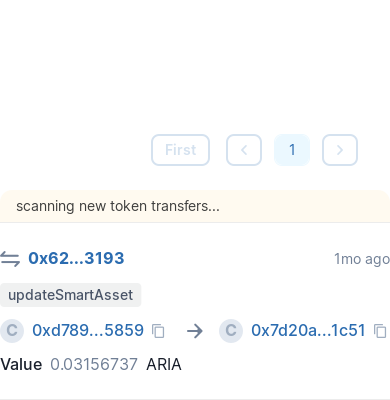 First 1
scanning new token transfers...
0x62...3193 1mo ago
updateSmartAsset
C 0xd789...5859 C 0x7d20a...1c51
Value 0.03156737 ARIA